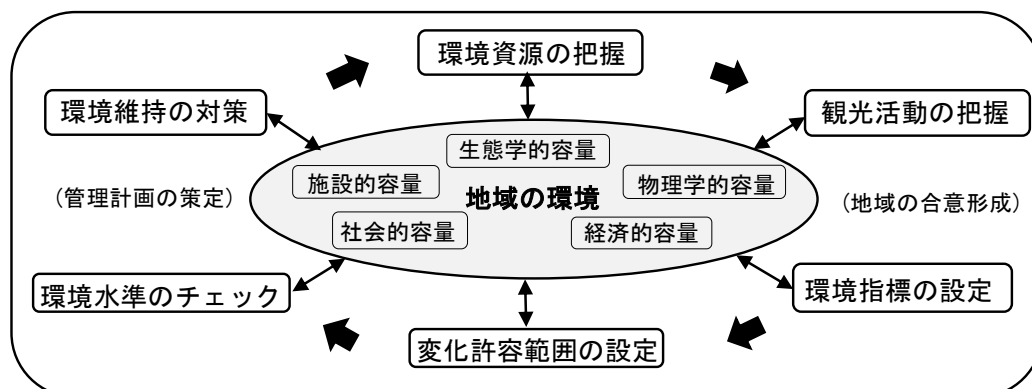 環境資源の把握
環境維持の対策
観光活動の把握
生態学的容量
施設的容量
物理学的容量
(管理計画の策定)
地域の環境
(地域の合意形成)
社会的容量
経済的容量
環境水準のチェック
環境指標の設定
変化許容範囲の設定